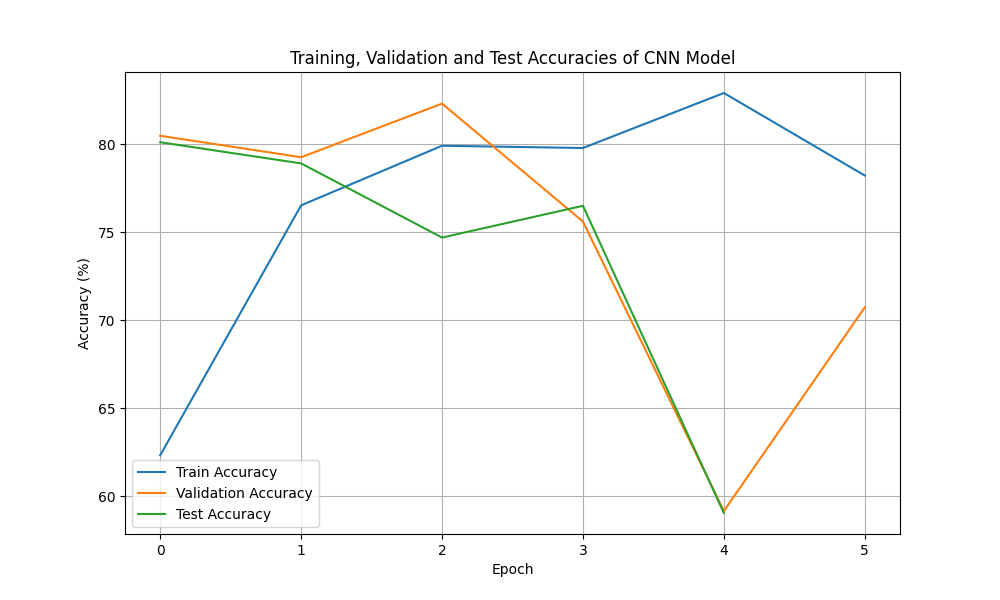 Training, Validation and Test Accuracies of CNN Model
Accuracy (%)
80
75
70
65
60
Train Accuracy
Validation Accuracy
Test Accuracy
0 1 2 3 4 5
Epoch